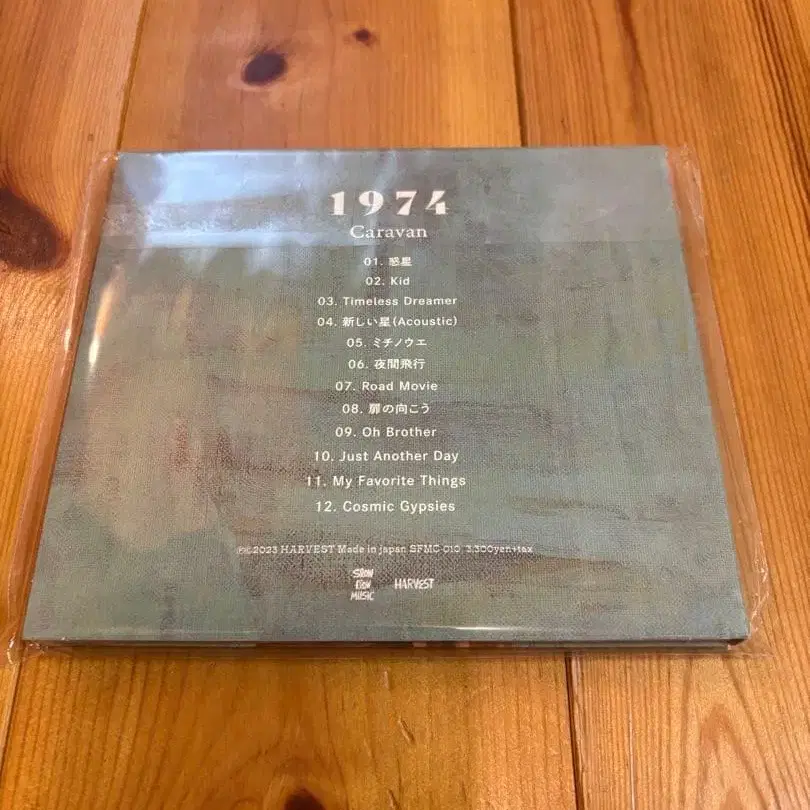 1974
Caravan
01. 惑星
02. Kid
03. Timeless Dreamer
04. 新しい星(Acoustic)
05. ミチノウエ
06. 夜間飛行
07. Road Movie
08. 扉の向こう
09. Oh Brother
10. Just Another Day
11. My Favorite Things
12. Cosmic Gypsies
℗©2023 HARVEST Made in japan SFMC-010 3,300yen+tax
SLOW FLOW MUSIC HARVEST